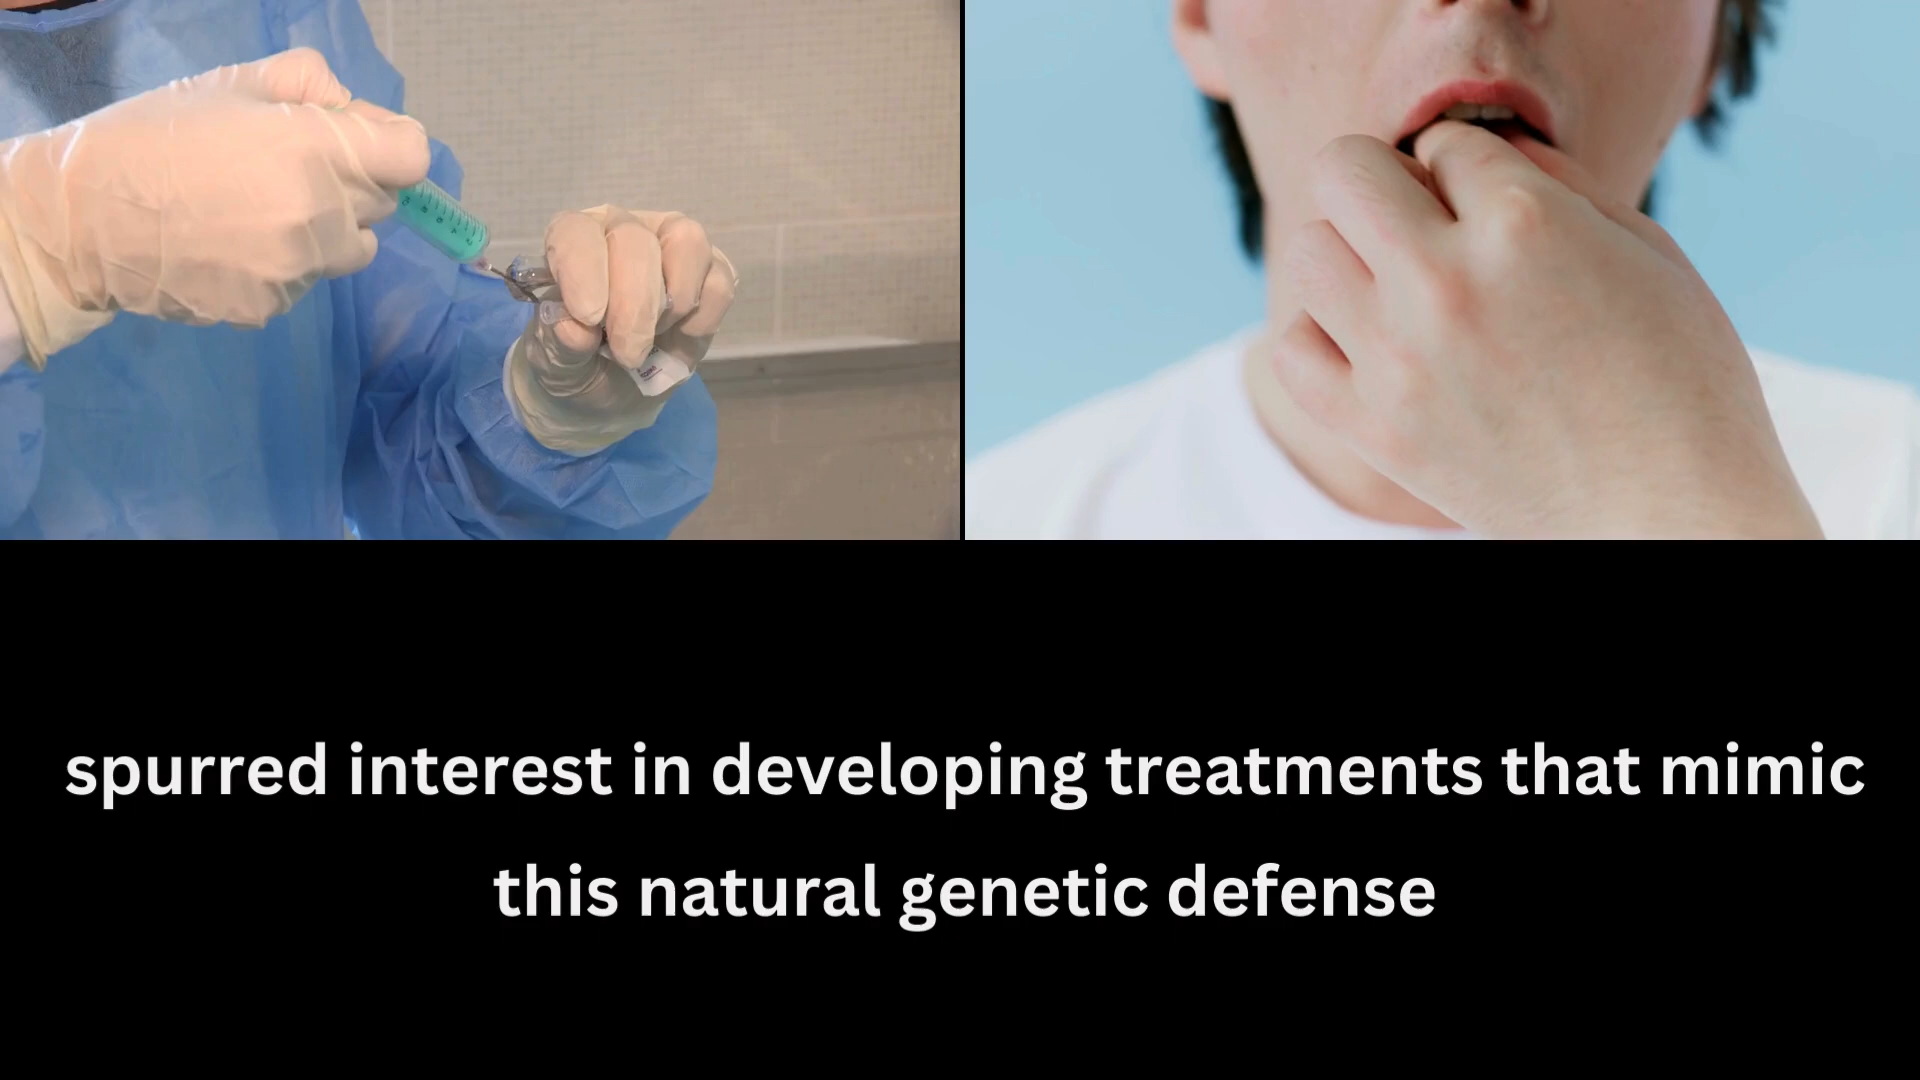 spurred interest in developing treatments that mimic
this natural genetic defense